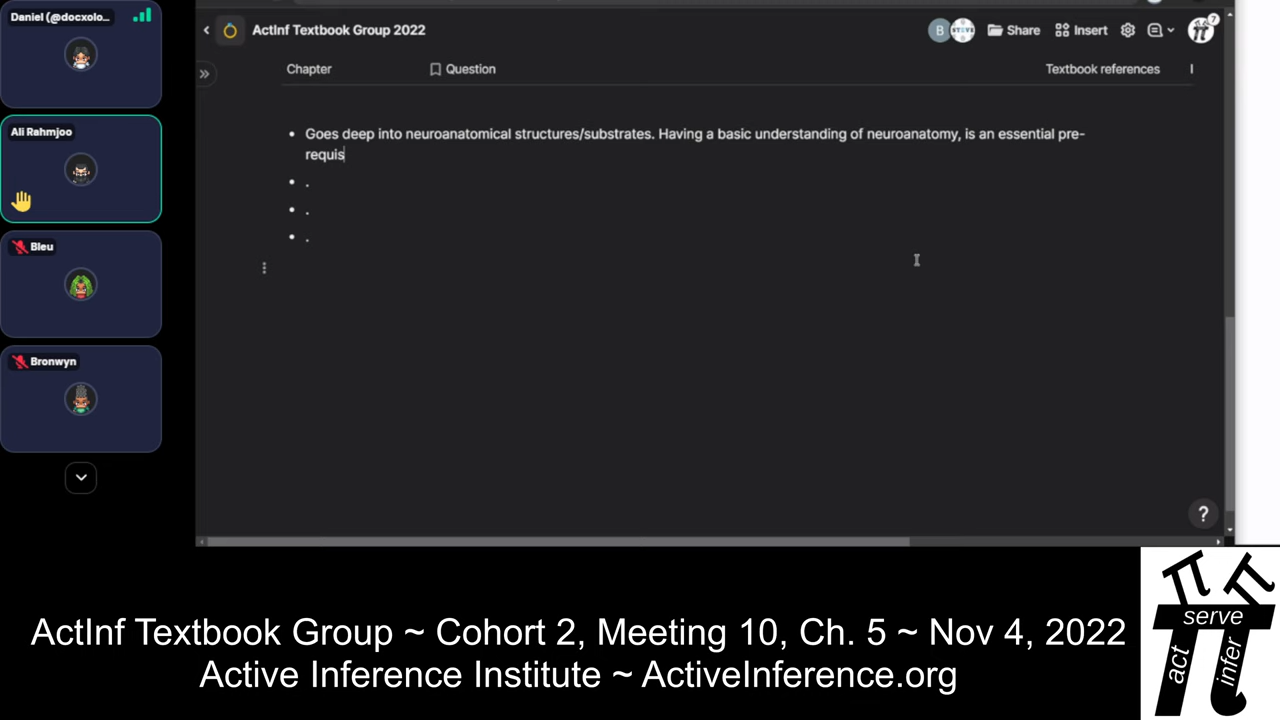 Daniel (@docxolo...
Ali Rahmjoo
Bleu
Bronwyn
ActInf Textbook Group 2022
B
Share
Insert
7
Chapter
Question
Textbook references
Goes deep into neuroanatomical structures/substrates. Having a basic understanding of neuroanatomy, is an essential pre-
requis
.
.
.
?
ActInf Textbook Group ~ Cohort 2, Meeting 10, Ch. 5 ~ Nov 4, 2022
Active Inference Institute ~ ActiveInference.org
serve
act
infer